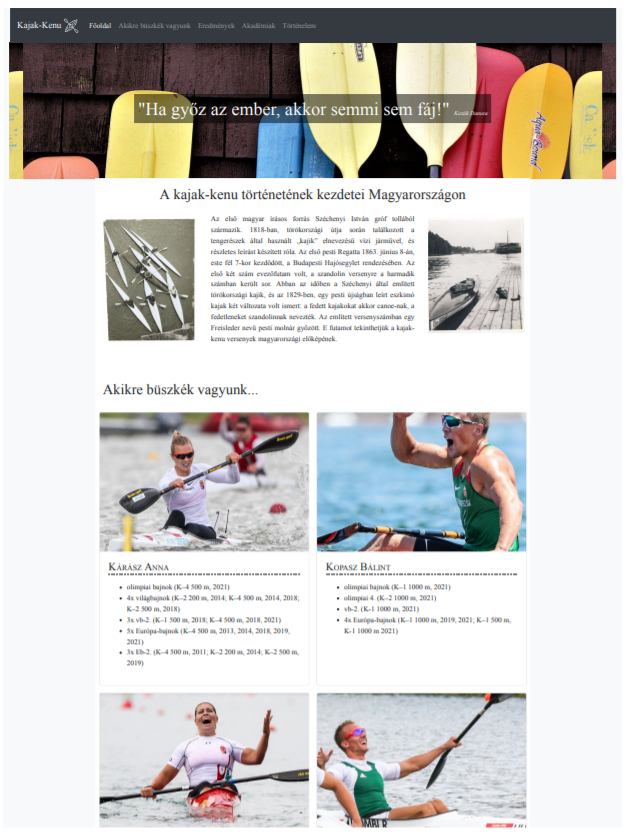 Kajak-Kenu Főoldal Akikre büszkék vagyunk Eredmények Akadémiák Történelem
"Ha győz az ember, akkor semmi sem fáj!" Kozák Danuta
A kajak-kenu történetének kezdetei Magyarországon
Az első magyar írásos forrás Széchenyi István gróf tollából
származik. 1818-ban, törökországi útja során találkozott a
tengerészek által használt „kajik” elnevezésű vízi járművel, és
részletes leírást készített róla. Az első pesti Regatta 1863. június 8-án,
este fél 7-kor kezdődött, a Budapesti Hajósegylet rendezésében. Az
első két szám evezősfutam volt, a szandolin versenyre a harmadik
számban került sor. Abban az időben a Széchenyi által említett
törökországi kajik, és az 1829-ben, egy pesti újságban leírt eszkimó
kajak két változata volt ismert: a fedett kajakokat akkor canoe-nak, a
fedetleneket szandolinnak nevezték. Az említett versenyszámban egy
Freisleder nevű pesti molnár győzött. E futamot tekinthetjük a kajak-
kenu versenyek magyarországi előképének.
Akikre büszkék vagyunk...
Kárász Anna
olimpiai bajnok (K–4 500 m, 2021)
4x világbajnok (K–2 200 m, 2014; K–4 500 m, 2014, 2018;
K–2 500 m, 2018)
3x vb-2. (K–1 500 m, 2018; K–4 500 m, 2018, 2021)
5x Európa-bajnok (K–4 500 m, 2013, 2014, 2018, 2019,
2021)
3x Eb-2. (K–4 500 m, 2011; K–2 200 m, 2014; K–2 500 m,
2019)
Kopasz Bálint
olimpiai bajnok (K–1 1000 m, 2021)
olimpiai 4. (K–2 1000 m, 2021)
vb-2. (K–1 1000 m, 2021)
4x Európa-bajnok (K–1 1000 m, 2019, 2021; K–1 500 m,
K–1 1000 m 2021)